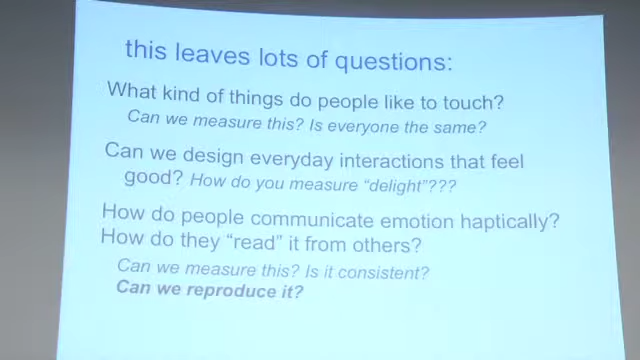 this leaves lots of questions:
What kind of things do people like to touch?
Can we measure this? Is everyone the same?
Can we design everyday interactions that feel
good? How do you measure “delight”???
How do people communicate emotion haptically?
How do they “read” it from others?
Can we measure this? Is it consistent?
Can we reproduce it?